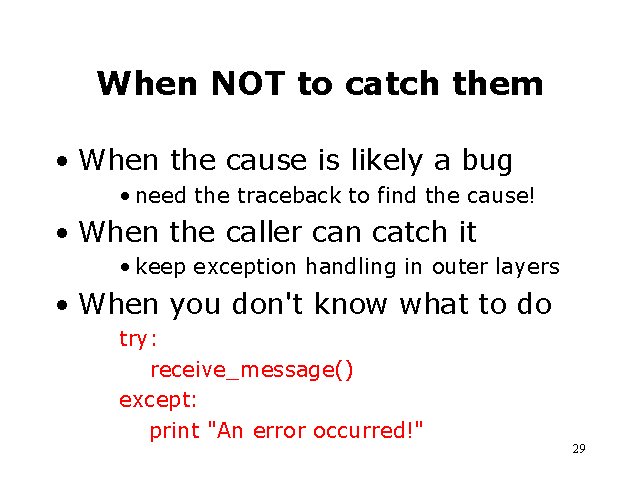 When NOT to catch them
• When the cause is likely a bug
• need the traceback to find the cause!
• When the caller can catch it
• keep exception handling in outer layers
• When you don't know what to do
try:
receive_message()
except:
print "An error occurred!"
29